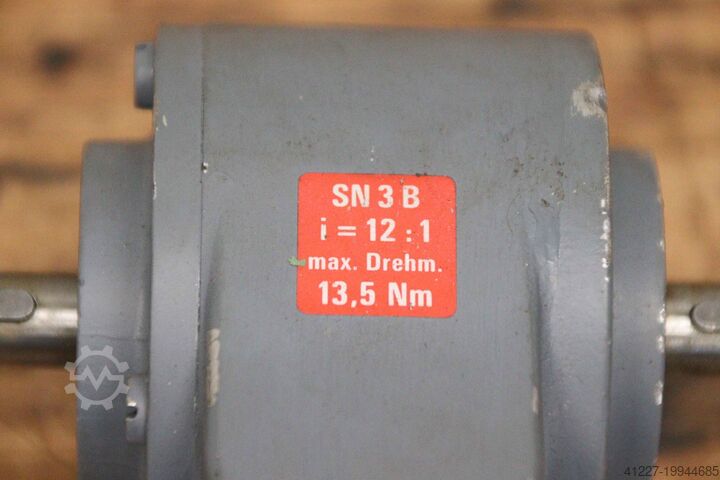 SN 3 B
i = 12 : 1
max. Drehm.
13,5 Nm
41227-19944685